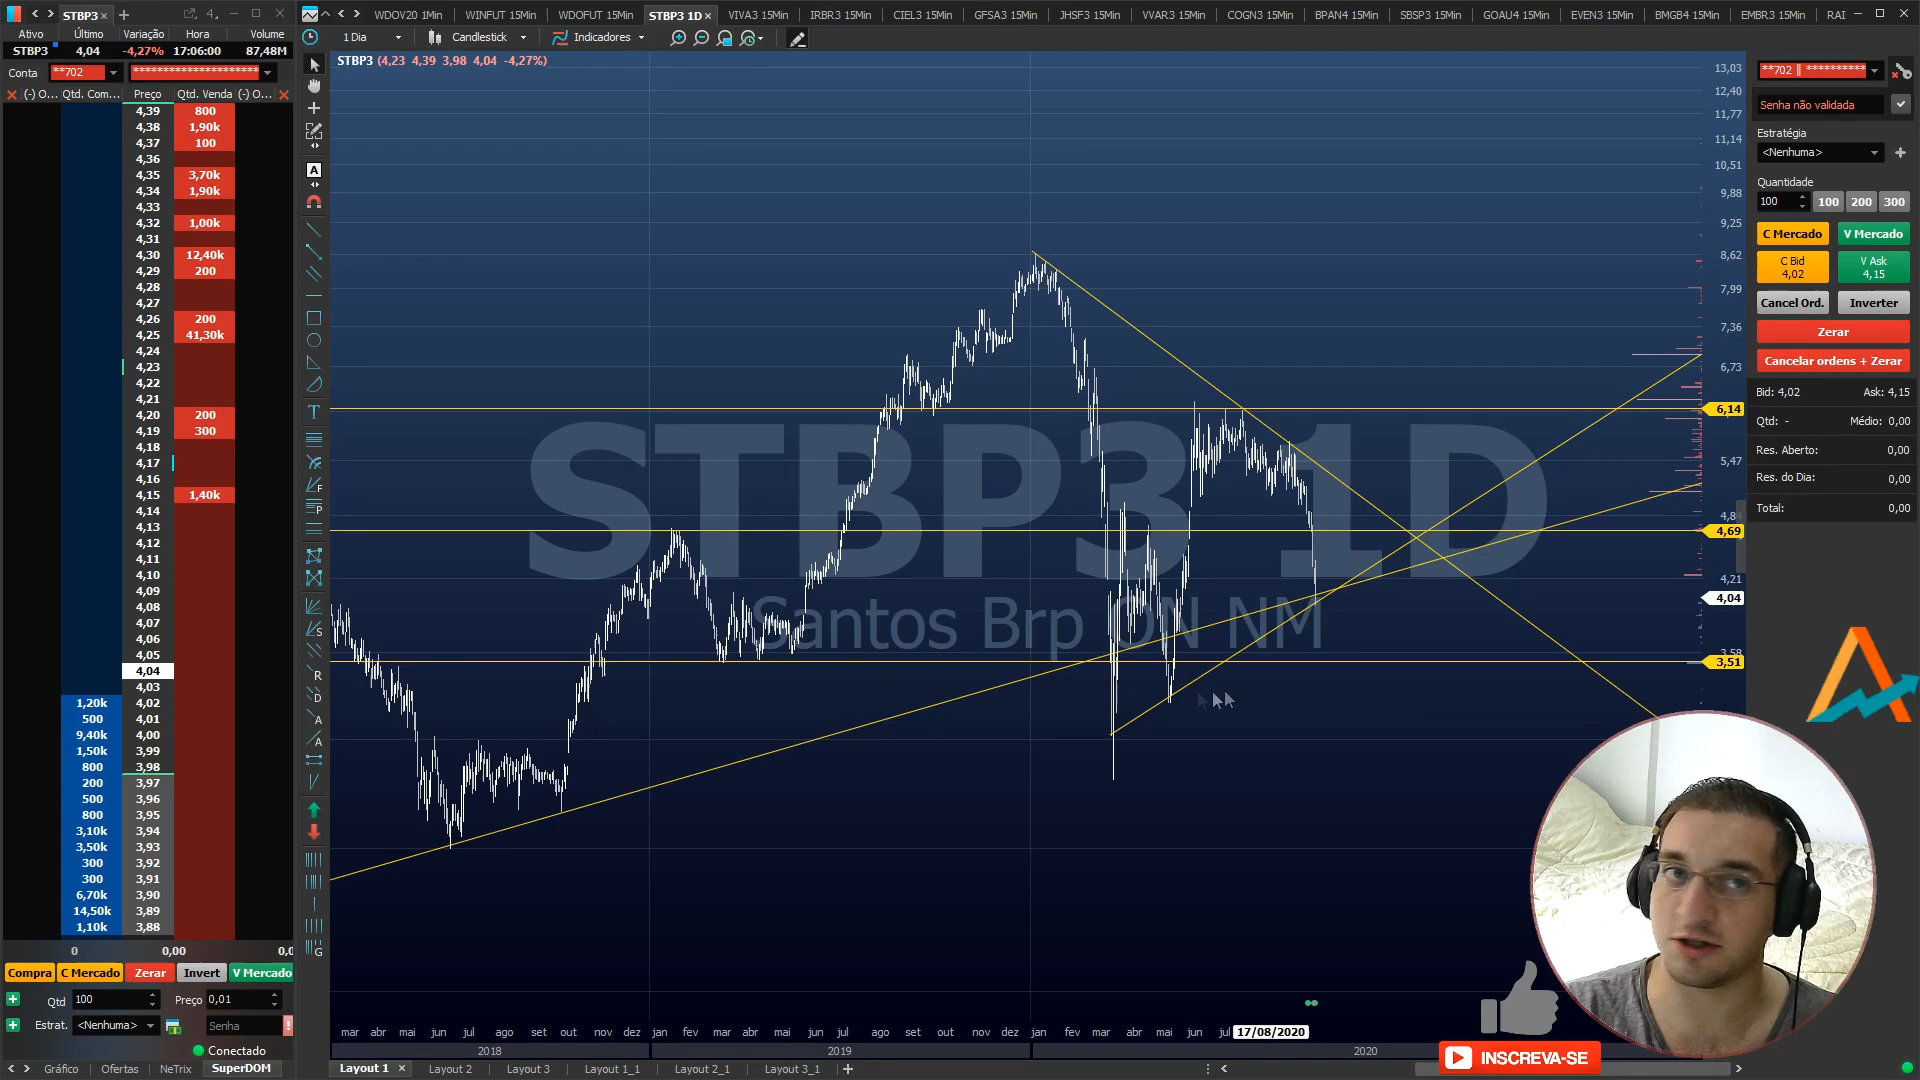 STBP3
WDOV20 1Min
WINFUT 15Min
WDOFUT 15Min
STBP3 1D
VIVA3 15Min
IRBR3 15Min
CIEL3 15Min
GFSA3 15Min
JHSF3 15Min
VVAR3 15Min
COGN3 15Min
BPAN4 15Min
SBSP3 15Min
GOAU4 15Min
EVEN3 15Min
BMGB4 15Min
EMBR3 15Min
RAI
Ativo Último Variação Hora Volume
STBP3 4,04 -4,27% 17:06:00 87,48M
Conta **702 **********************
(-) O... Qtd. Com... Preço Qtd. Venda (-) O...
4,39 800
4,38 1,90k
4,37 100
4,36
4,35 3,70k
4,34 1,90k
4,33
4,32 1,00k
4,31
4,30 12,40k
4,29 200
4,28
4,27
4,26 200
4,25 41,30k
4,24
4,23
4,22
4,21
4,20 200
4,19 300
4,18
4,17
4,16
4,15 1,40k
4,14
4,13
4,12
4,11
4,10
4,09
4,08
4,07
4,06
4,05
4,04
4,03
1,20k 4,02
500 4,01
9,40k 4,00
1,50k 3,99
800 3,98
200 3,97
500 3,96
800 3,95
3,10k 3,94
3,50k 3,93
300 3,92
300 3,91
6,70k 3,90
14,50k 3,89
1,10k 3,88
0 0,00 0,0
Compra C Mercado Zerar Invert V Mercado
Qtd 100 Preço 0,01
Estrat. <Nenhuma> Senha
Conectado
Gráfico Ofertas NeTrix SuperDOM
1 Dia Candlestick Indicadores
STBP3 (4,23 4,39 3,98 4,04 -4,27%)
STBP3 1D
Santos Brp ON NM
13,03
12,40
11,77
11,14
10,51
9,88
9,25
8,62
7,99
7,36
6,73
6,14
5,47
4,84
4,69
4,21
4,04
3,58
3,51
mar abr mai jun jul ago set out nov dez jan fev mar abr mai jun jul ago set out nov dez jan fev mar abr mai jun jul 17/08/2020
2018 2019 2020
Layout 1 Layout 2 Layout 3 Layout 1_1 Layout 2_1 Layout 3_1
**702 || **********
Senha não validada
Estratégia
<Nenhuma>
Quantidade
100 100 200 300
C Mercado V Mercado
C Bid V Ask
4,02 4,15
Cancel Ord. Inverter
Zerar
Cancelar ordens + Zerar
Bid: 4,02 Ask: 4,15
Qtd: - Médio: 0,00
Res. Aberto: 0,00
Res. do Dia: 0,00
Total: 0,00
INSCREVA-SE